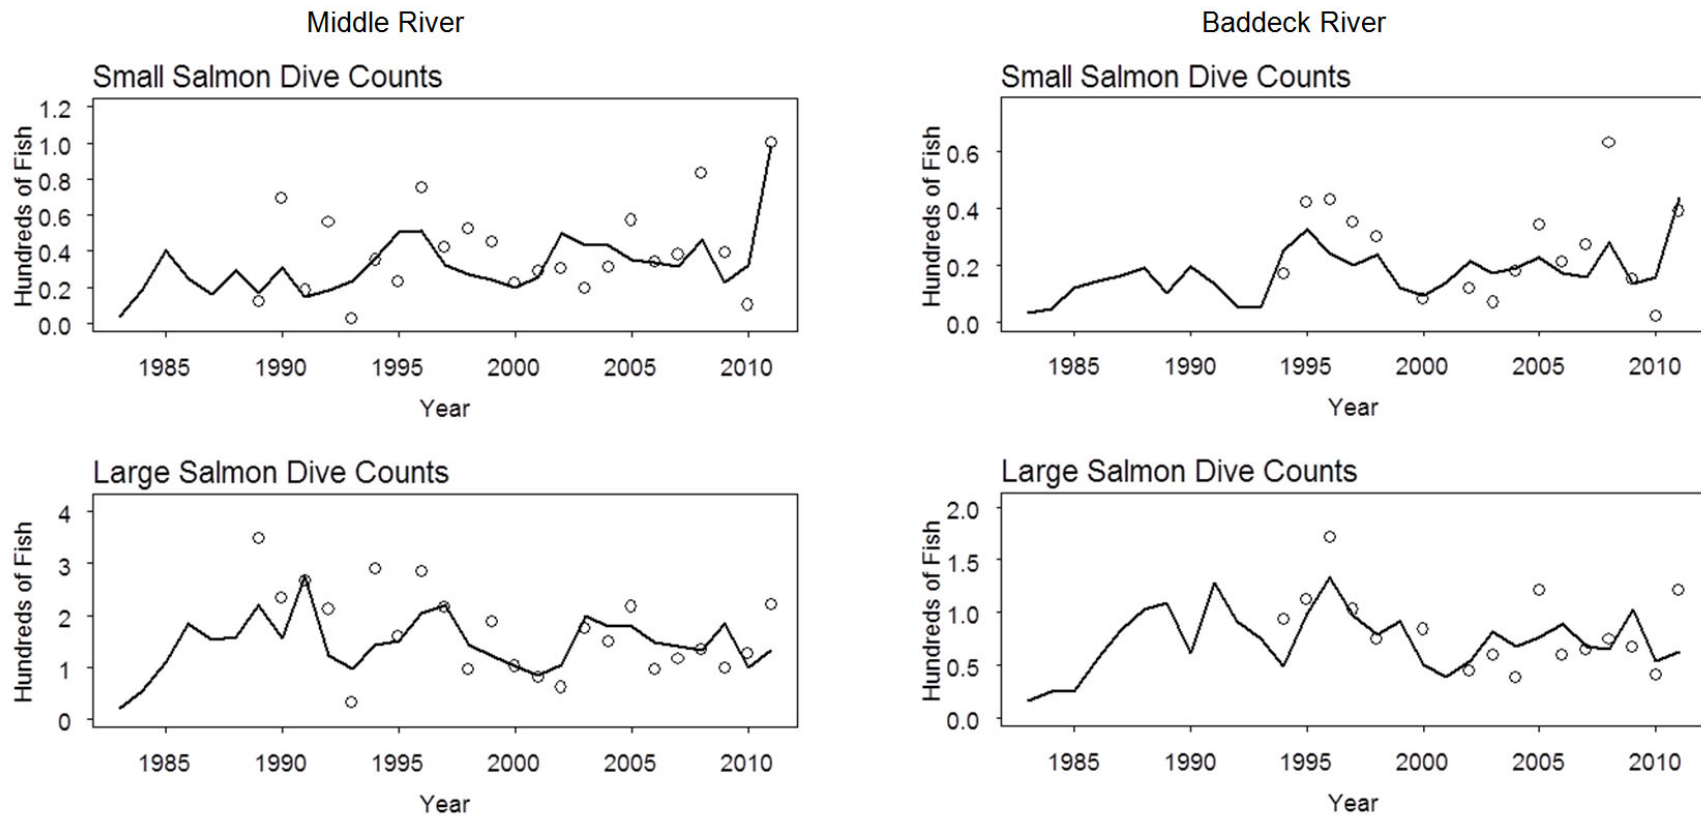 Middle River
Baddeck River
Small Salmon Dive Counts
Hundreds of Fish
1.2
1.0
0.8
0.6
0.4
0.2
0.0
1985 1990 1995 2000 2005 2010
Year
Small Salmon Dive Counts
Hundreds of Fish
0.6
0.4
0.2
0.0
1985 1990 1995 2000 2005 2010
Year
Large Salmon Dive Counts
Hundreds of Fish
4
3
2
1
0
1985 1990 1995 2000 2005 2010
Year
Large Salmon Dive Counts
Hundreds of Fish
2.0
1.5
1.0
0.5
0.0
1985 1990 1995 2000 2005 2010
Year